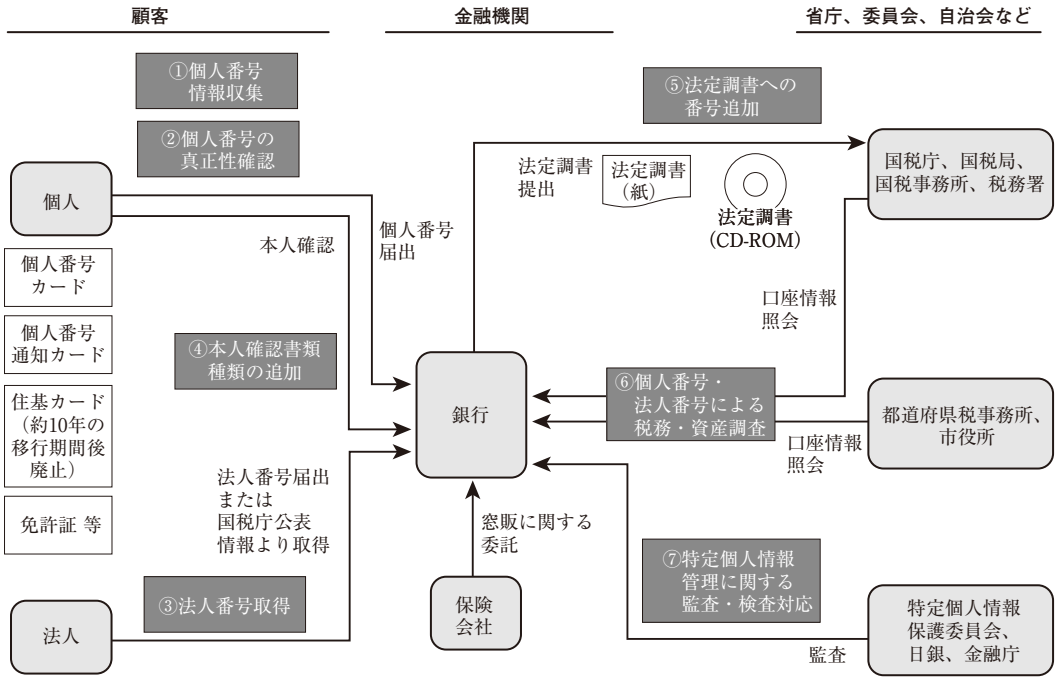 顧客
金融機関
省庁、委員会、自治会など
①個人番号
情報収集
②個人番号の
真正性確認
⑤法定調書への
番号追加
個人
本人確認
個人番号
届出
法定調書
提出
法定調書
（紙）
法定調書
（CD-ROM）
国税庁、国税局、
国税事務所、税務署
個人番号
カード
個人番号
通知カード
住基カード
（約10年の
移行期間後
廃止）
免許証 等
④本人確認書類
種類の追加
銀行
口座情報
照会
⑥個人番号・
法人番号による
税務・資産調査
都道府県税事務所、
市役所
口座情報
照会
法人番号届出
または
国税庁公表
情報より取得
窓販に関する
委託
③法人番号取得
法人
保険
会社
⑦特定個人情報
管理に関する
監査・検査対応
監査
特定個人情報
保護委員会、
日銀、金融庁